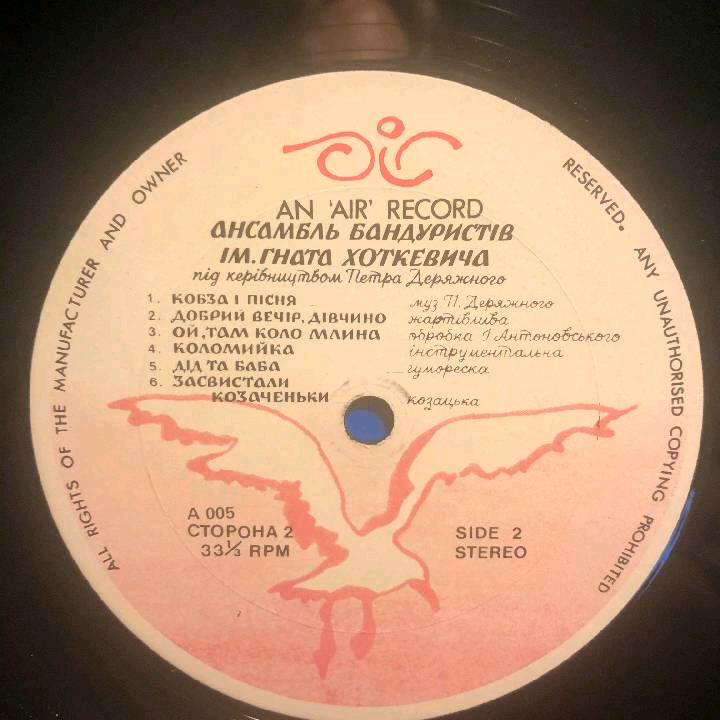 air
AN 'AIR' RECORD
АНСАМБЛЬ БАНДУРИСТІВ
ІМ. ГНАТА ХОТКЕВИЧА
під керівництвом Петра Деряжного
1. КОБЗА І ПІСНЯ муз П. Деряжного
2. ДОБРИЙ ВЕЧІР, ДІВЧИНО жартівлива
3. ОЙ, ТАМ КОЛО МЛИНА обробка І Антоновського
4. КОЛОМИЙКА інструментальна
5. ДІД ТА БАБА гумореска
6. ЗАСВИСТАЛИ
КОЗАЧЕНЬКИ козацька
A 005
СТОРОНА 2
33⅓ RPM
SIDE 2
STEREO
ALL RIGHTS OF THE MANUFACTURER AND OWNER
RESERVED. ANY UNAUTHORISED COPYING PROHIBITED